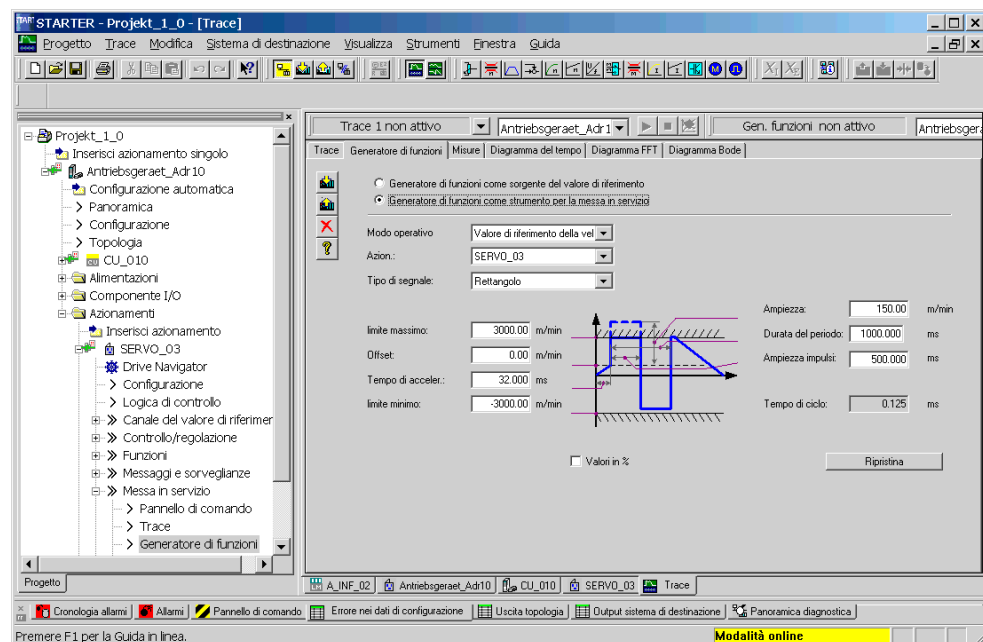 STARTER - Projekt_1_0 - [Trace]
Progetto Trace Modifica Sistema di destinazione Visualizza Strumenti Finestra Guida
Projekt_1_0
Inserisci azionamento singolo
Antriebsgeraet_Adr10
Configurazione automatica
Panoramica
Configurazione
Topologia
CU_010
Alimentazioni
Componente I/O
Azionamenti
Inserisci azionamento
SERVO_03
Drive Navigator
Configurazione
Logica di controllo
Canale del valore di riferimer
Controllo/regolazione
Funzioni
Messaggi e sorveglianze
Messa in servizio
Pannello di comando
Trace
Generatore di funzioni
Progetto
Trace 1 non attivo Antriebsgeraet_Adr1 Gen. funzioni non attivo Antriebsgera
Trace Generatore di funzioni Misure Diagramma del tempo Diagramma FFT Diagramma Bode
Generatore di funzioni come sorgente del valore di riferimento
Generatore di funzioni come strumento per la messa in servizio
Modo operativo Valore di riferimento della vel
Azion.: SERVO_03
Tipo di segnale: Rettangolo
limite massimo: 3000.00 m/min
Offset: 0.00 m/min
Tempo di acceler.: 32.000 ms
limite minimo: -3000.00 m/min
Ampiezza: 150.00 m/min
Durata del periodo: 1000.000 ms
Ampiezza impulsi: 500.000 ms
Tempo di ciclo: 0.125 ms
Valori in %
Ripristina
A_INF_02 Antriebsgeraet_Adr10 CU_010 SERVO_03 Trace
Cronologia allarmi Allarmi Pannello di comando Errore nei dati di configurazione Uscita topologia Output sistema di destinazione Panoramica diagnostica
Premere F1 per la Guida in linea. Modalità online